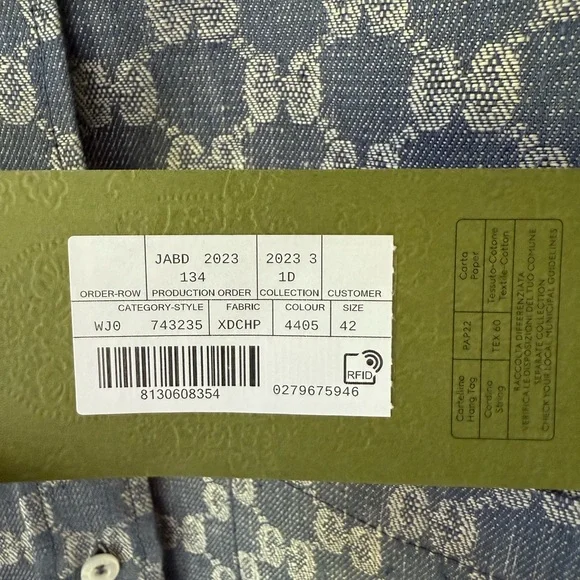 JABD 2023 2023 3
134 1D
ORDER-ROW PRODUCTION ORDER COLLECTION CUSTOMER
CATEGORY-STYLE FABRIC COLOUR SIZE
WJ0 743235 XDCHP 4405 42
RFID
8130608354 0279675946
Cartellino
Hang Tag
PAP22
Carta
Paper
Cordino
String
TEX 60
Tessuto-Cotone
Textile-Cotton
RACCOLTA DIFFERENZIATA
VERIFICA LE DISPOSIZIONI DEL TUO COMUNE
SEPARATE COLLECTION
CHECK YOUR LOCAL MUNICIPAL GUIDELINES